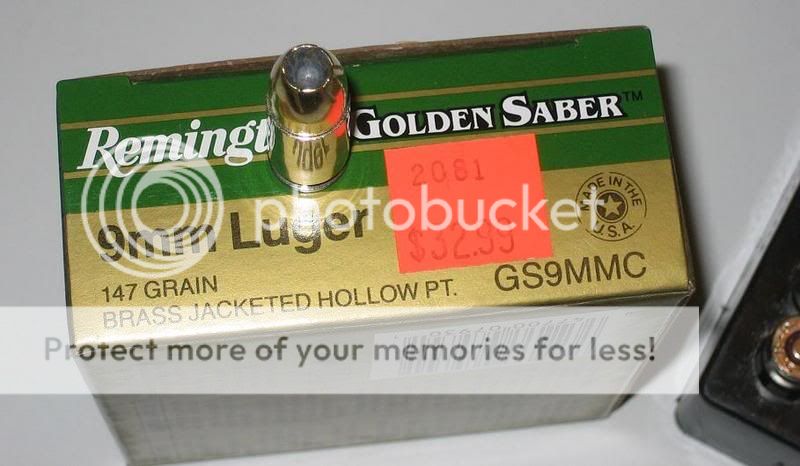 Remingt GOLDEN SABER™
2081
$32.99
MADE IN THE
U.S.A.
photobucket
9mm Luger
147 GRAIN
BRASS JACKETED HOLLOW PT.
GS9MMC
Protect more of your memories for less!